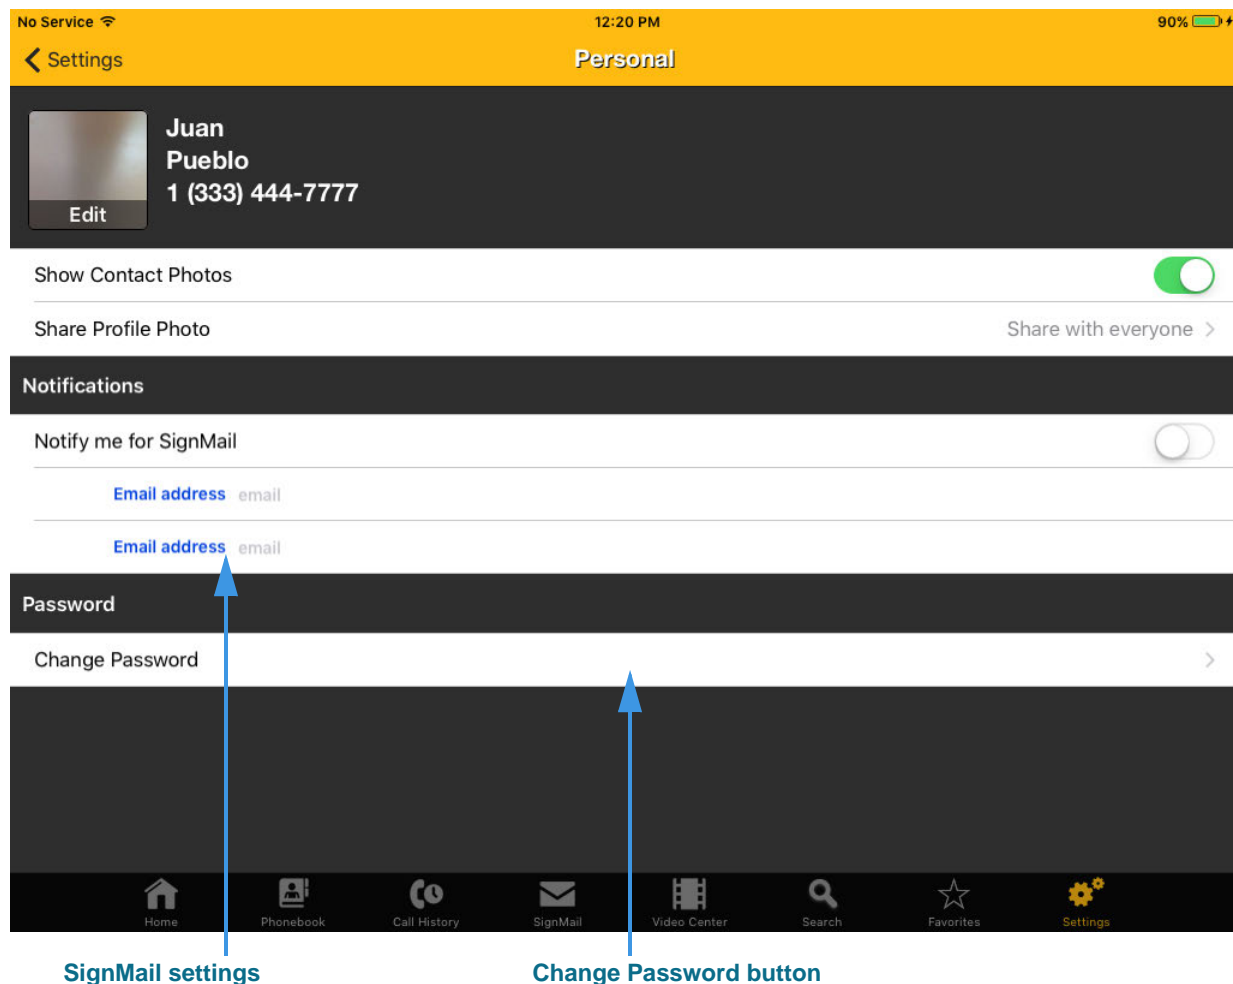 No Service 12:20 PM 90%
Settings Personal
Juan
Pueblo
1 (333) 444-7777
Edit
Show Contact Photos
Share Profile Photo Share with everyone
Notifications
Notify me for SignMail
Email address email
Email address email
Password
Change Password
Home Phonebook Call History SignMail Video Center Search Favorites Settings
SignMail settings Change Password button